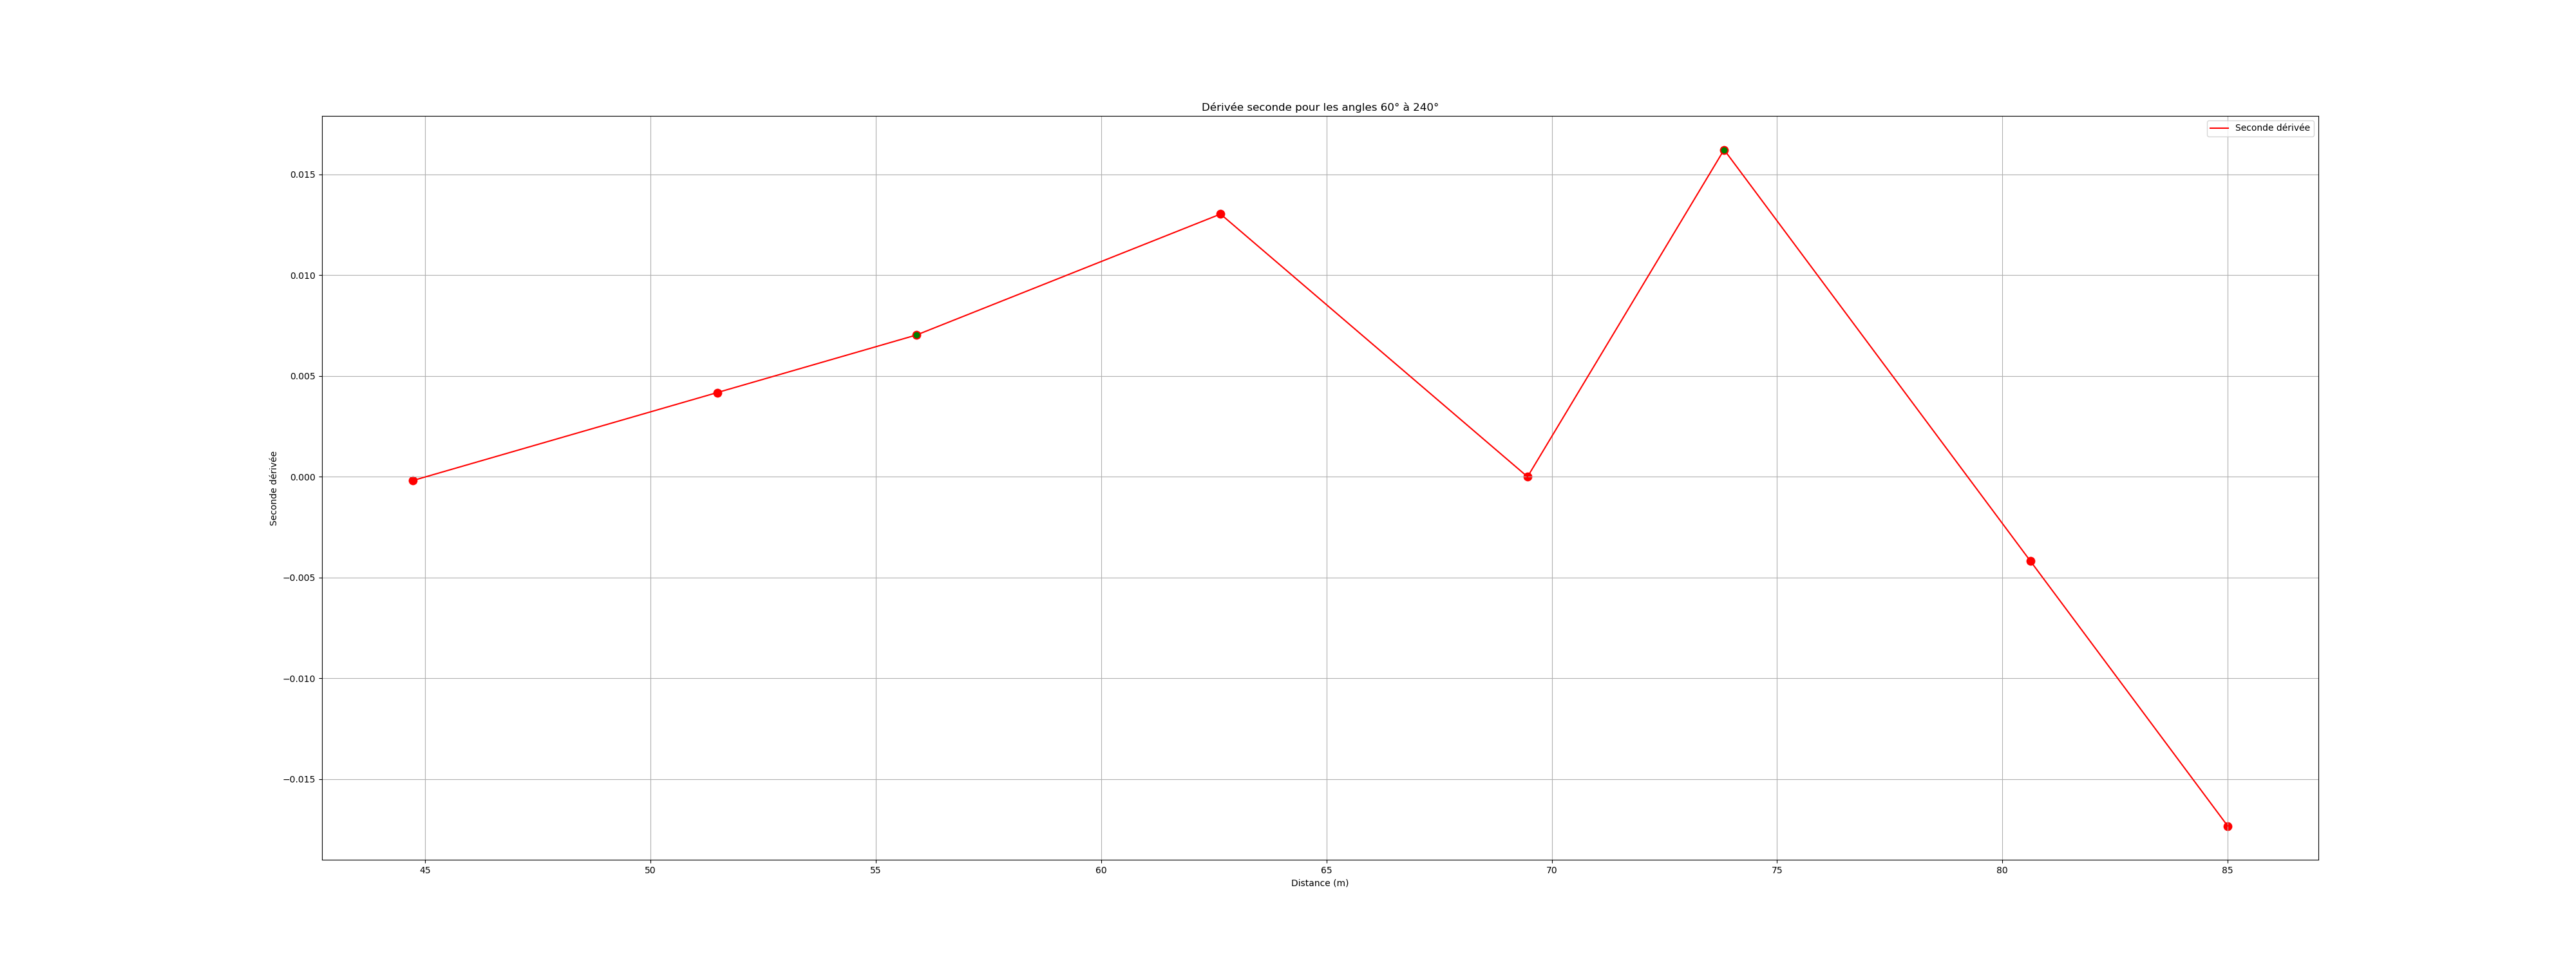 Dérivée seconde pour les angles 60° à 240°
Seconde dérivée
0.015
0.010
0.005
0.000
−0.005
−0.010
−0.015
Seconde dérivée
45 50 55 60 65 70 75 80 85
Distance (m)